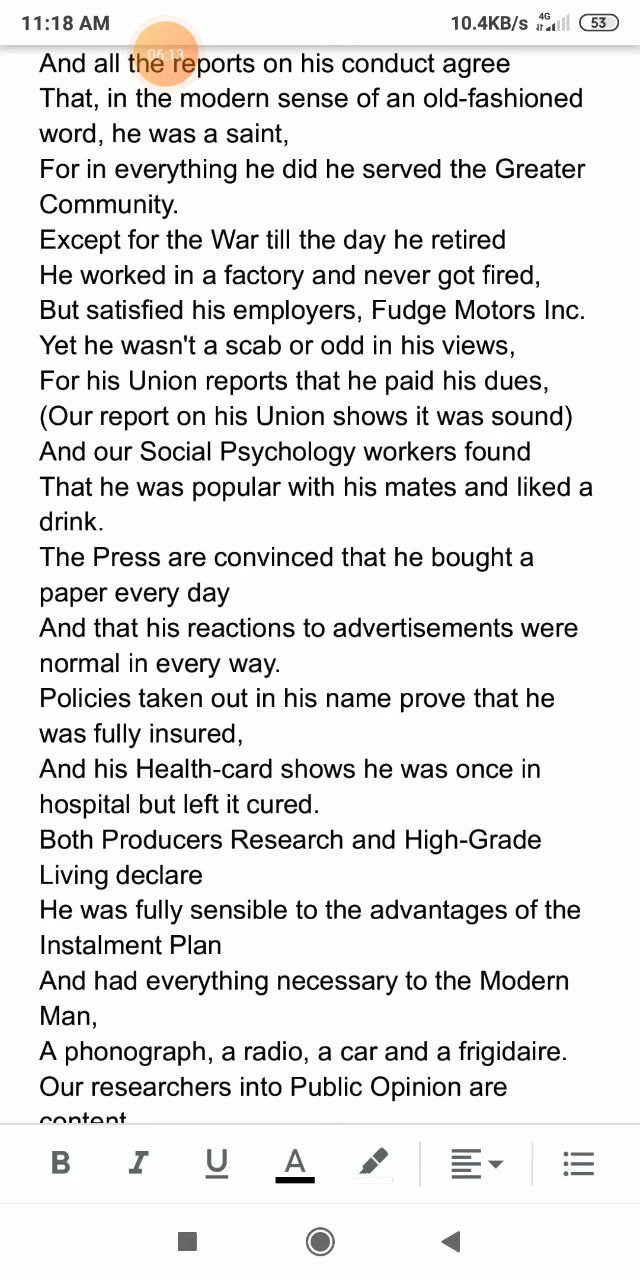 11:18 AM
10.4KB/s 4G 53
06:13
And all the reports on his conduct agree
That, in the modern sense of an old-fashioned
word, he was a saint,
For in everything he did he served the Greater
Community.
Except for the War till the day he retired
He worked in a factory and never got fired,
But satisfied his employers, Fudge Motors Inc.
Yet he wasn't a scab or odd in his views,
For his Union reports that he paid his dues,
(Our report on his Union shows it was sound)
And our Social Psychology workers found
That he was popular with his mates and liked a
drink.
The Press are convinced that he bought a
paper every day
And that his reactions to advertisements were
normal in every way.
Policies taken out in his name prove that he
was fully insured,
And his Health-card shows he was once in
hospital but left it cured.
Both Producers Research and High-Grade
Living declare
He was fully sensible to the advantages of the
Instalment Plan
And had everything necessary to the Modern
Man,
A phonograph, a radio, a car and a frigidaire.
Our researchers into Public Opinion are
content
B I U A